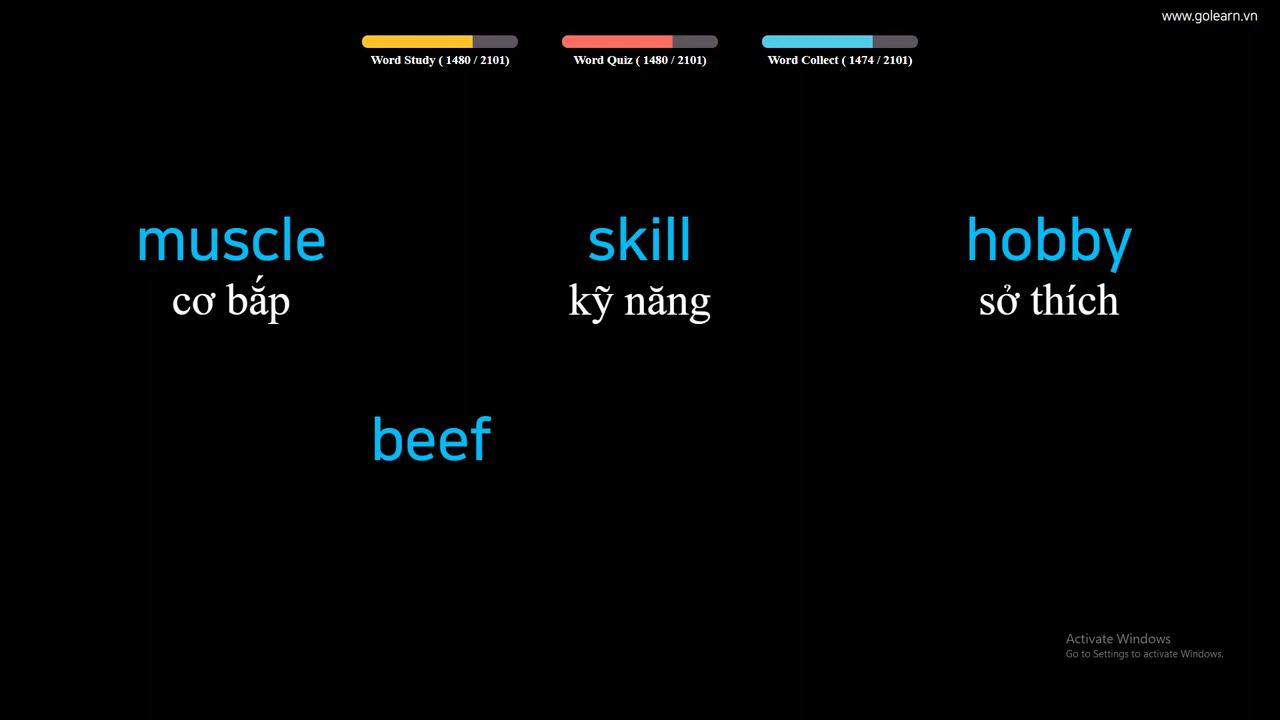 www.golearn.vn
Word Study ( 1480 / 2101)
Word Quiz ( 1480 / 2101)
Word Collect ( 1474 / 2101)
muscle
skill
hobby
cơ bắp
kỹ năng
sở thích
beef
Activate Windows
Go to Settings to activate Windows.